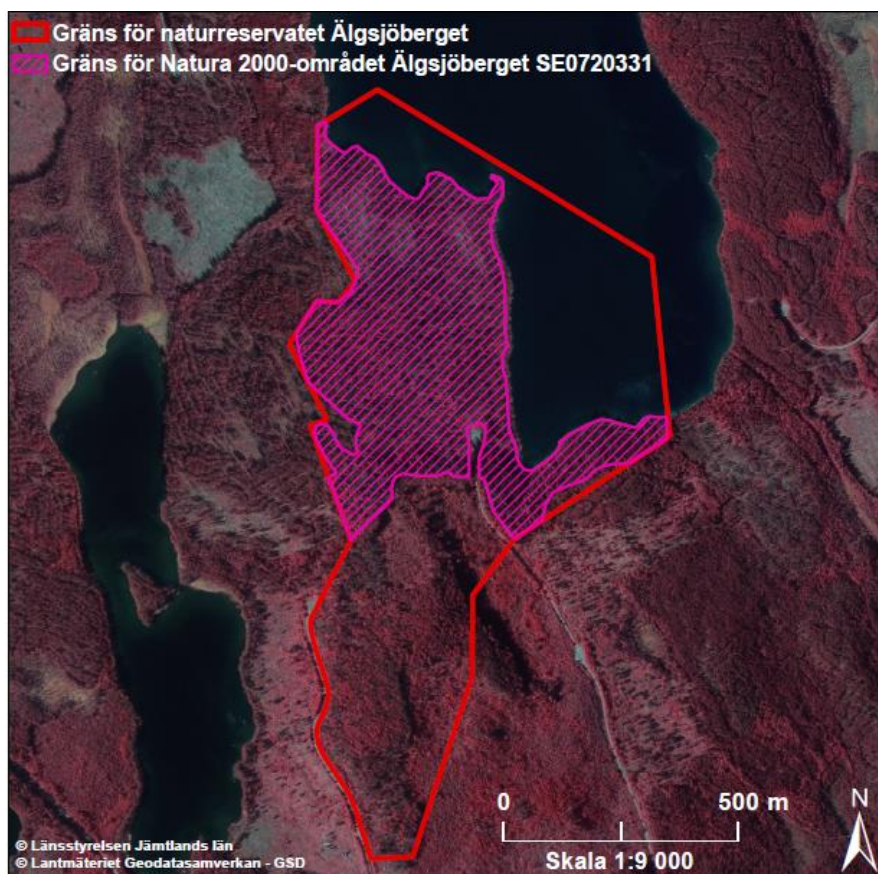 Gräns för naturreservatet Älgsjöberget
Gräns för Natura 2000-området Älgsjöberget SE0720331
0 500 m
Skala 1:9 000
N
© Länsstyrelsen Jämtlands län
© Lantmäteriet Geodatasamverkan - GSD